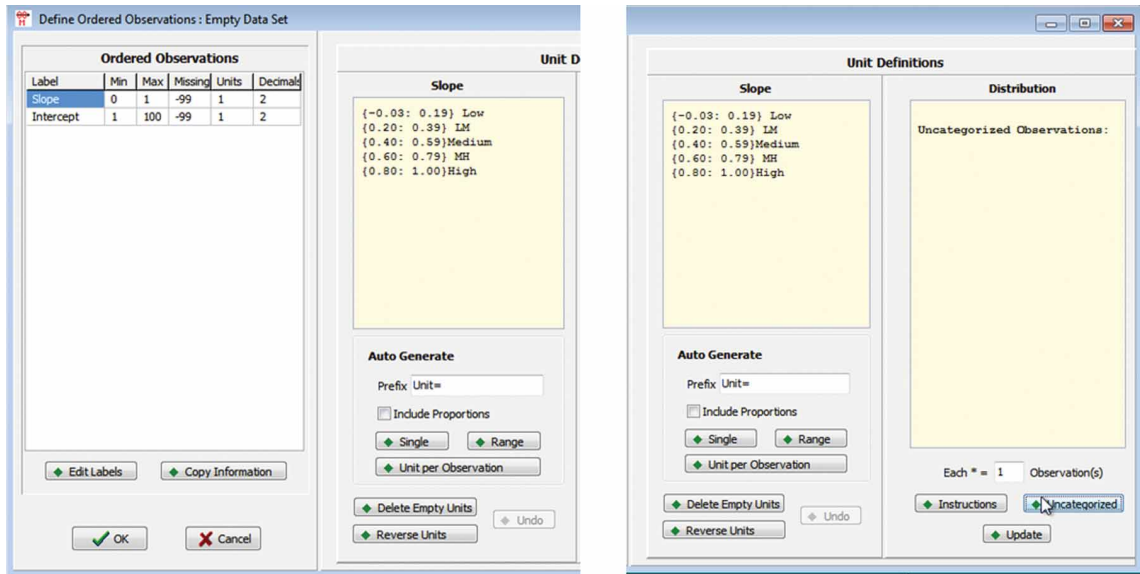 Define Ordered Observations : Empty Data Set
Ordered Observations
Label Min Max Missing Units Decimals
Slope 0 1 -99 1 2
Intercept 1 100 -99 1 2
Edit Labels Copy Information
OK Cancel
Unit D
Slope
{-0.03: 0.19} Low
{0.20: 0.39} LM
{0.40: 0.59}Medium
{0.60: 0.79} MH
{0.80: 1.00}High
Auto Generate
Prefix Unit=
Include Proportions
Single Range
Unit per Observation
Delete Empty Units
Undo
Reverse Units
Unit Definitions
Slope
{-0.03: 0.19} Low
{0.20: 0.39} LM
{0.40: 0.59}Medium
{0.60: 0.79} MH
{0.80: 1.00}High
Auto Generate
Prefix Unit=
Include Proportions
Single Range
Unit per Observation
Delete Empty Units
Undo
Reverse Units
Distribution
Uncategorized Observations:
Each * = 1 Observation(s)
Instructions Uncategorized
Update